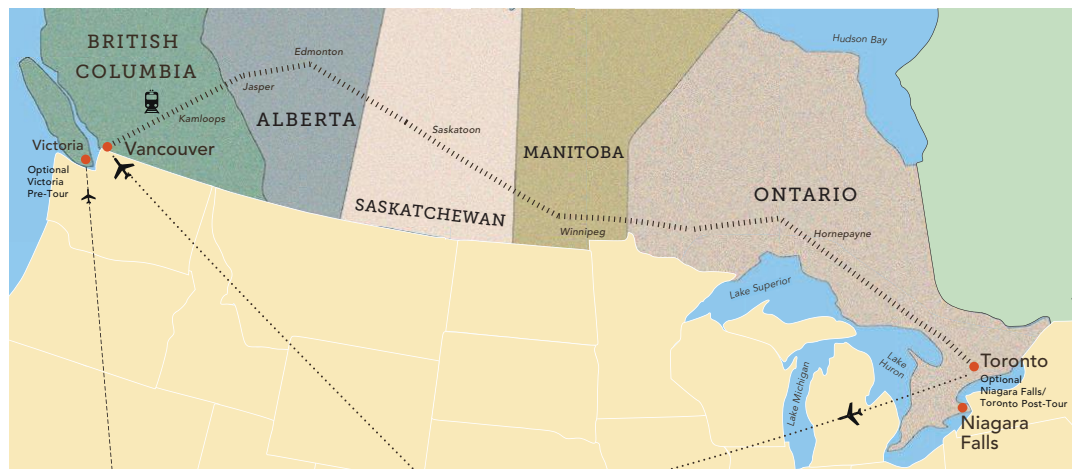 BRITISH
COLUMBIA
Hudson Bay
Edmonton
Jasper
Kamloops
ALBERTA
Saskatoon
Victoria
Vancouver
MANITOBA
Optional
Victoria
Pre-Tour
SASKATCHEWAN
ONTARIO
Winnipeg
Hornepayne
Lake Superior
Lake
Huron
Lake Michigan
Toronto
Optional
Niagara Falls/
Toronto Post-Tour
Niagara
Falls